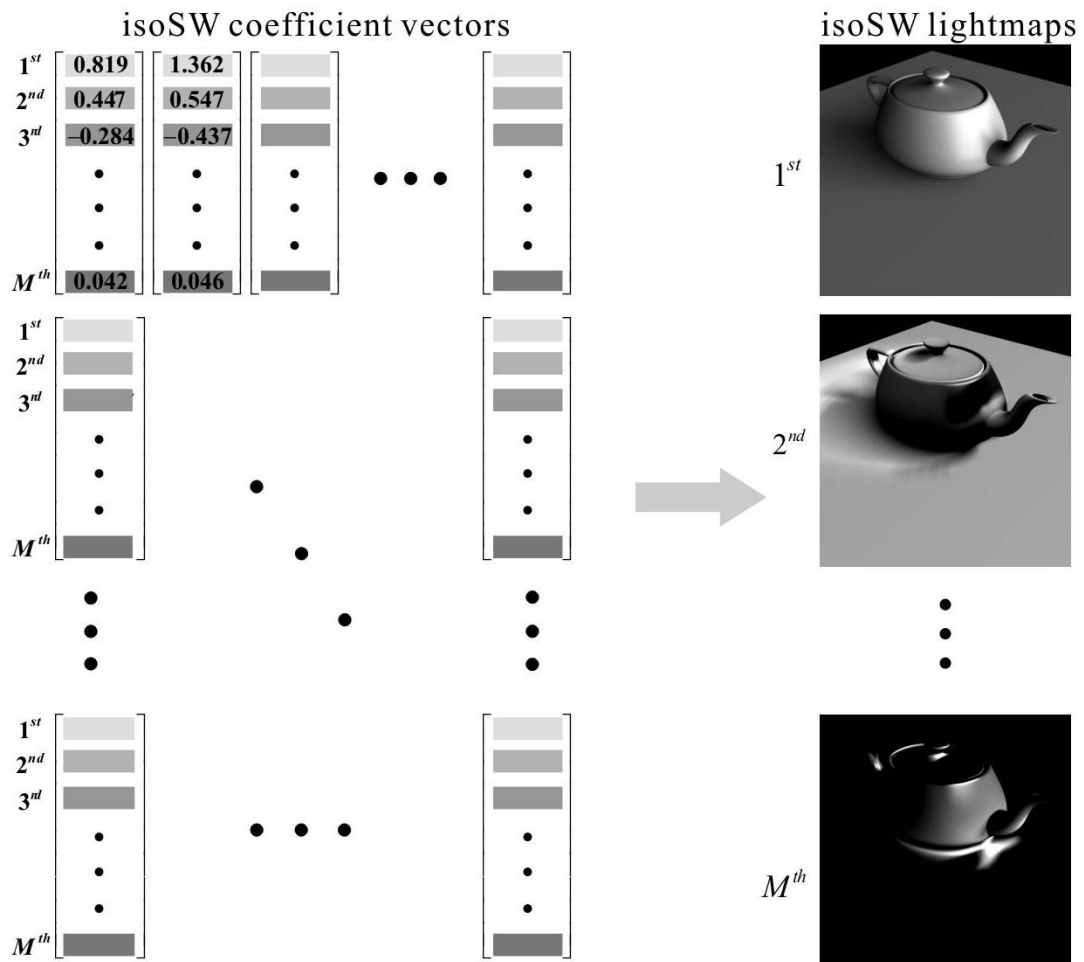 isoSW coefficient vectors
isoSW lightmaps
1st 0.819 1.362
2nd 0.447 0.547
3rd −0.284 −0.437
Mth 0.042 0.046
1st
2nd
3rd
Mth
1st
2nd
3rd
Mth
1st
2nd
Mth